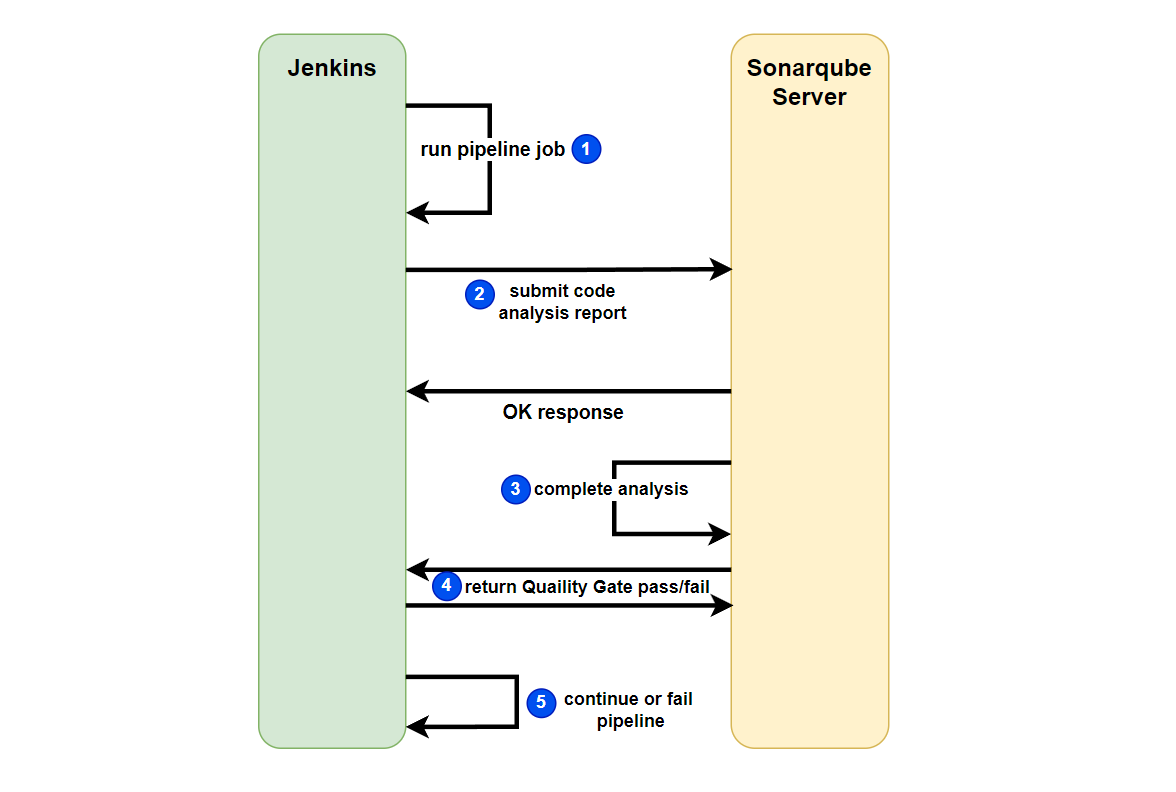 Jenkins
Sonarqube
Server
run pipeline job 1
2 submit code
analysis report
OK response
3 complete analysis
4 return Quaility Gate pass/fail
5 continue or fail
pipeline